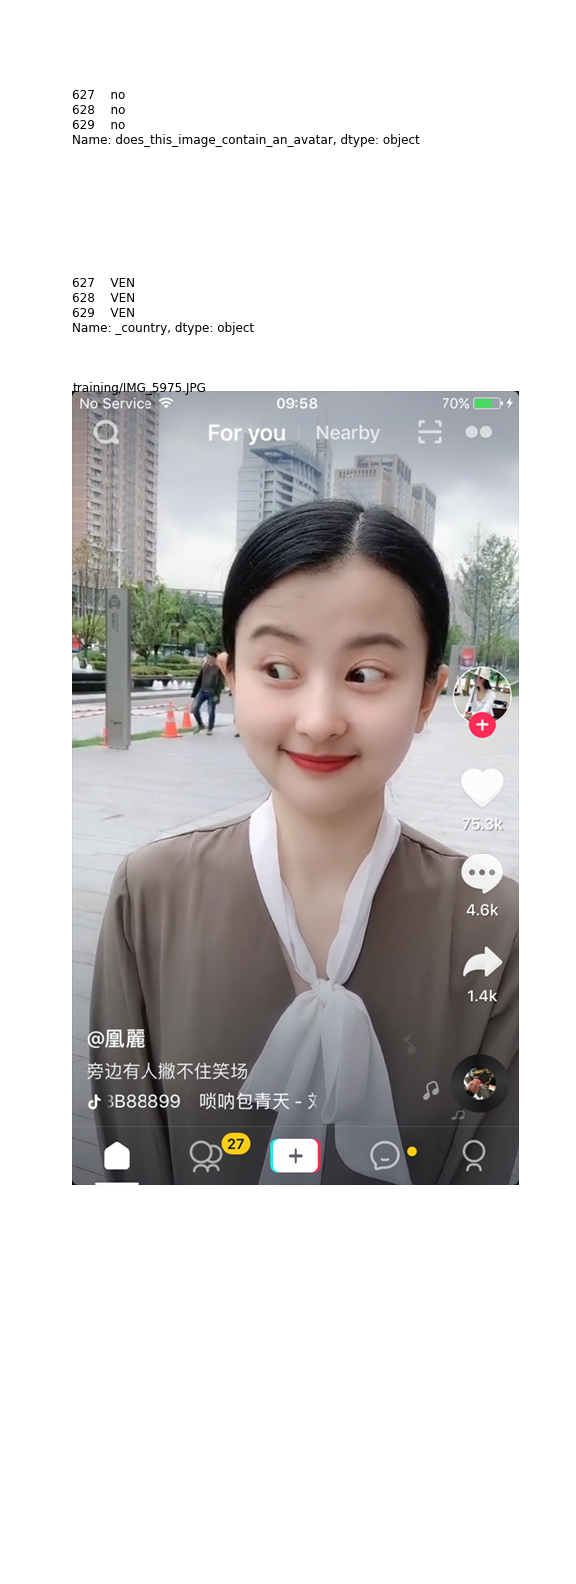 627 no
628 no
629 no
Name: does_this_image_contain_an_avatar, dtype: object
627 VEN
628 VEN
629 VEN
Name: _country, dtype: object
training/IMG_5975.JPG
No Service 09:58 70%
For you Nearby
75.3k
4.6k
1.4k
@凰麗
旁边有人撇不住笑场
3B88899 唢呐包青天 -
27